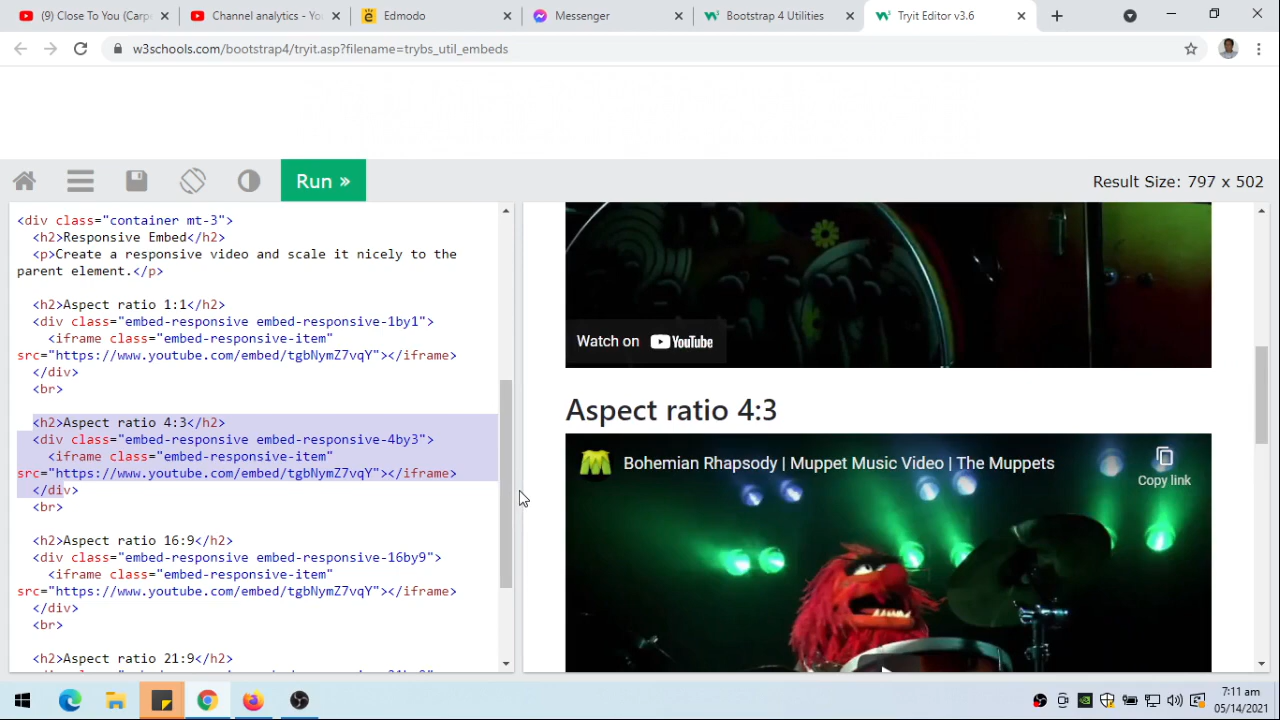 (9) Close To You (Carpe
Channel analytics - You
Edmodo
Messenger
Bootstrap 4 Utilities
Tryit Editor v3.6
w3schools.com/bootstrap4/tryit.asp?filename=trybs_util_embeds
Run »
Result Size: 797 x 502
<div class="container mt-3">
<h2>Responsive Embed</h2>
<p>Create a responsive video and scale it nicely to the
parent element.</p>
<h2>Aspect ratio 1:1</h2>
<div class="embed-responsive embed-responsive-1by1">
<iframe class="embed-responsive-item"
src="https://www.youtube.com/embed/tgbNymZ7vqY"></iframe>
</div>
<br>
<h2>Aspect ratio 4:3</h2>
<div class="embed-responsive embed-responsive-4by3">
<iframe class="embed-responsive-item"
src="https://www.youtube.com/embed/tgbNymZ7vqY"></iframe>
</div>
<br>
<h2>Aspect ratio 16:9</h2>
<div class="embed-responsive embed-responsive-16by9">
<iframe class="embed-responsive-item"
src="https://www.youtube.com/embed/tgbNymZ7vqY"></iframe>
</div>
<br>
<h2>Aspect ratio 21:9</h2>
Watch on YouTube
Aspect ratio 4:3
Bohemian Rhapsody | Muppet Music Video | The Muppets
Copy link
7:11 am
05/14/2021